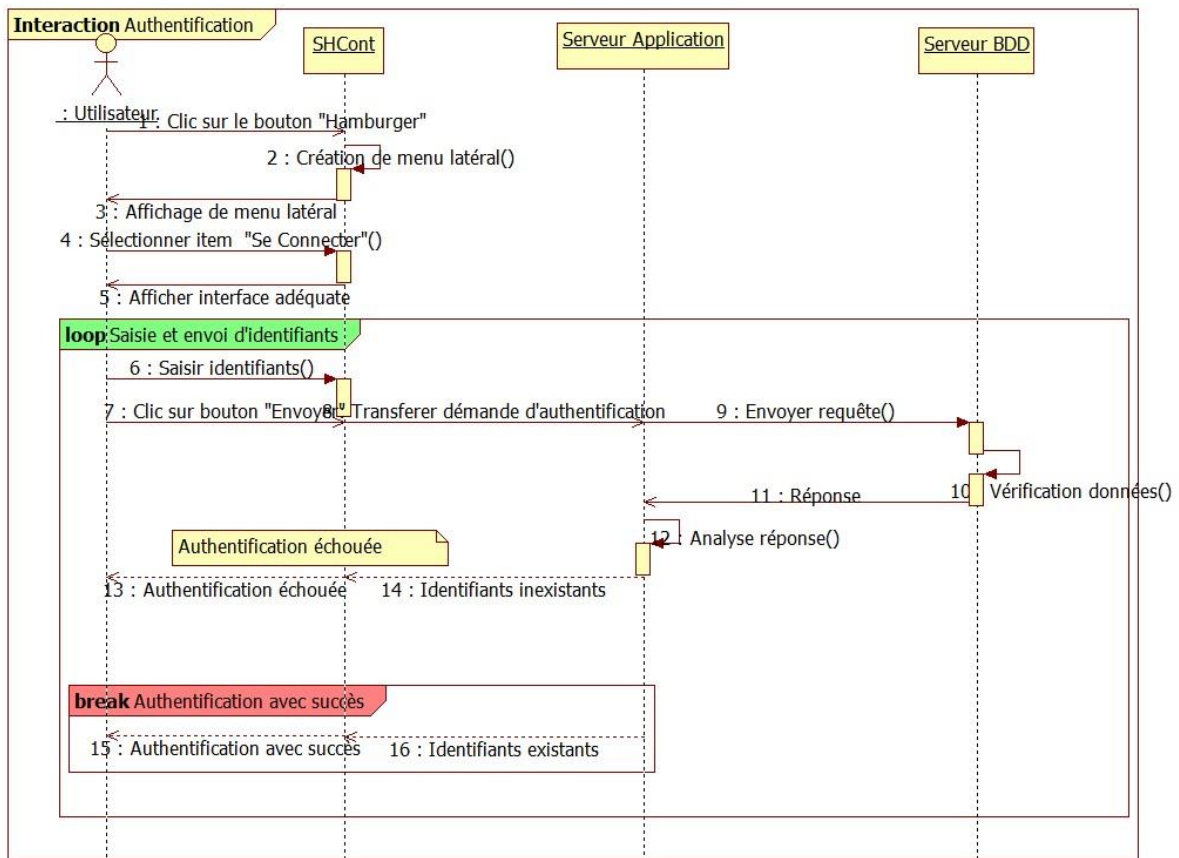 Interaction Authentification
SHCont
Serveur Application
Serveur BDD
: Utilisateur
1 : Clic sur le bouton "Hamburger"
2 : Création de menu latéral()
3 : Affichage de menu latéral
4 : Sélectionner item "Se Connecter"()
5 : Afficher interface adéquate
loop Saisie et envoi d'identifiants
6 : Saisir identifiants()
7 : Clic sur bouton "Envoyer"
8 : Transferer démande d'authentification
9 : Envoyer requête()
10 : Vérification données()
11 : Réponse
12 : Analyse réponse()
Authentification échouée
13 : Authentification échouée
14 : Identifiants inexistants
break Authentification avec succès
15 : Authentification avec succès
16 : Identifiants existants